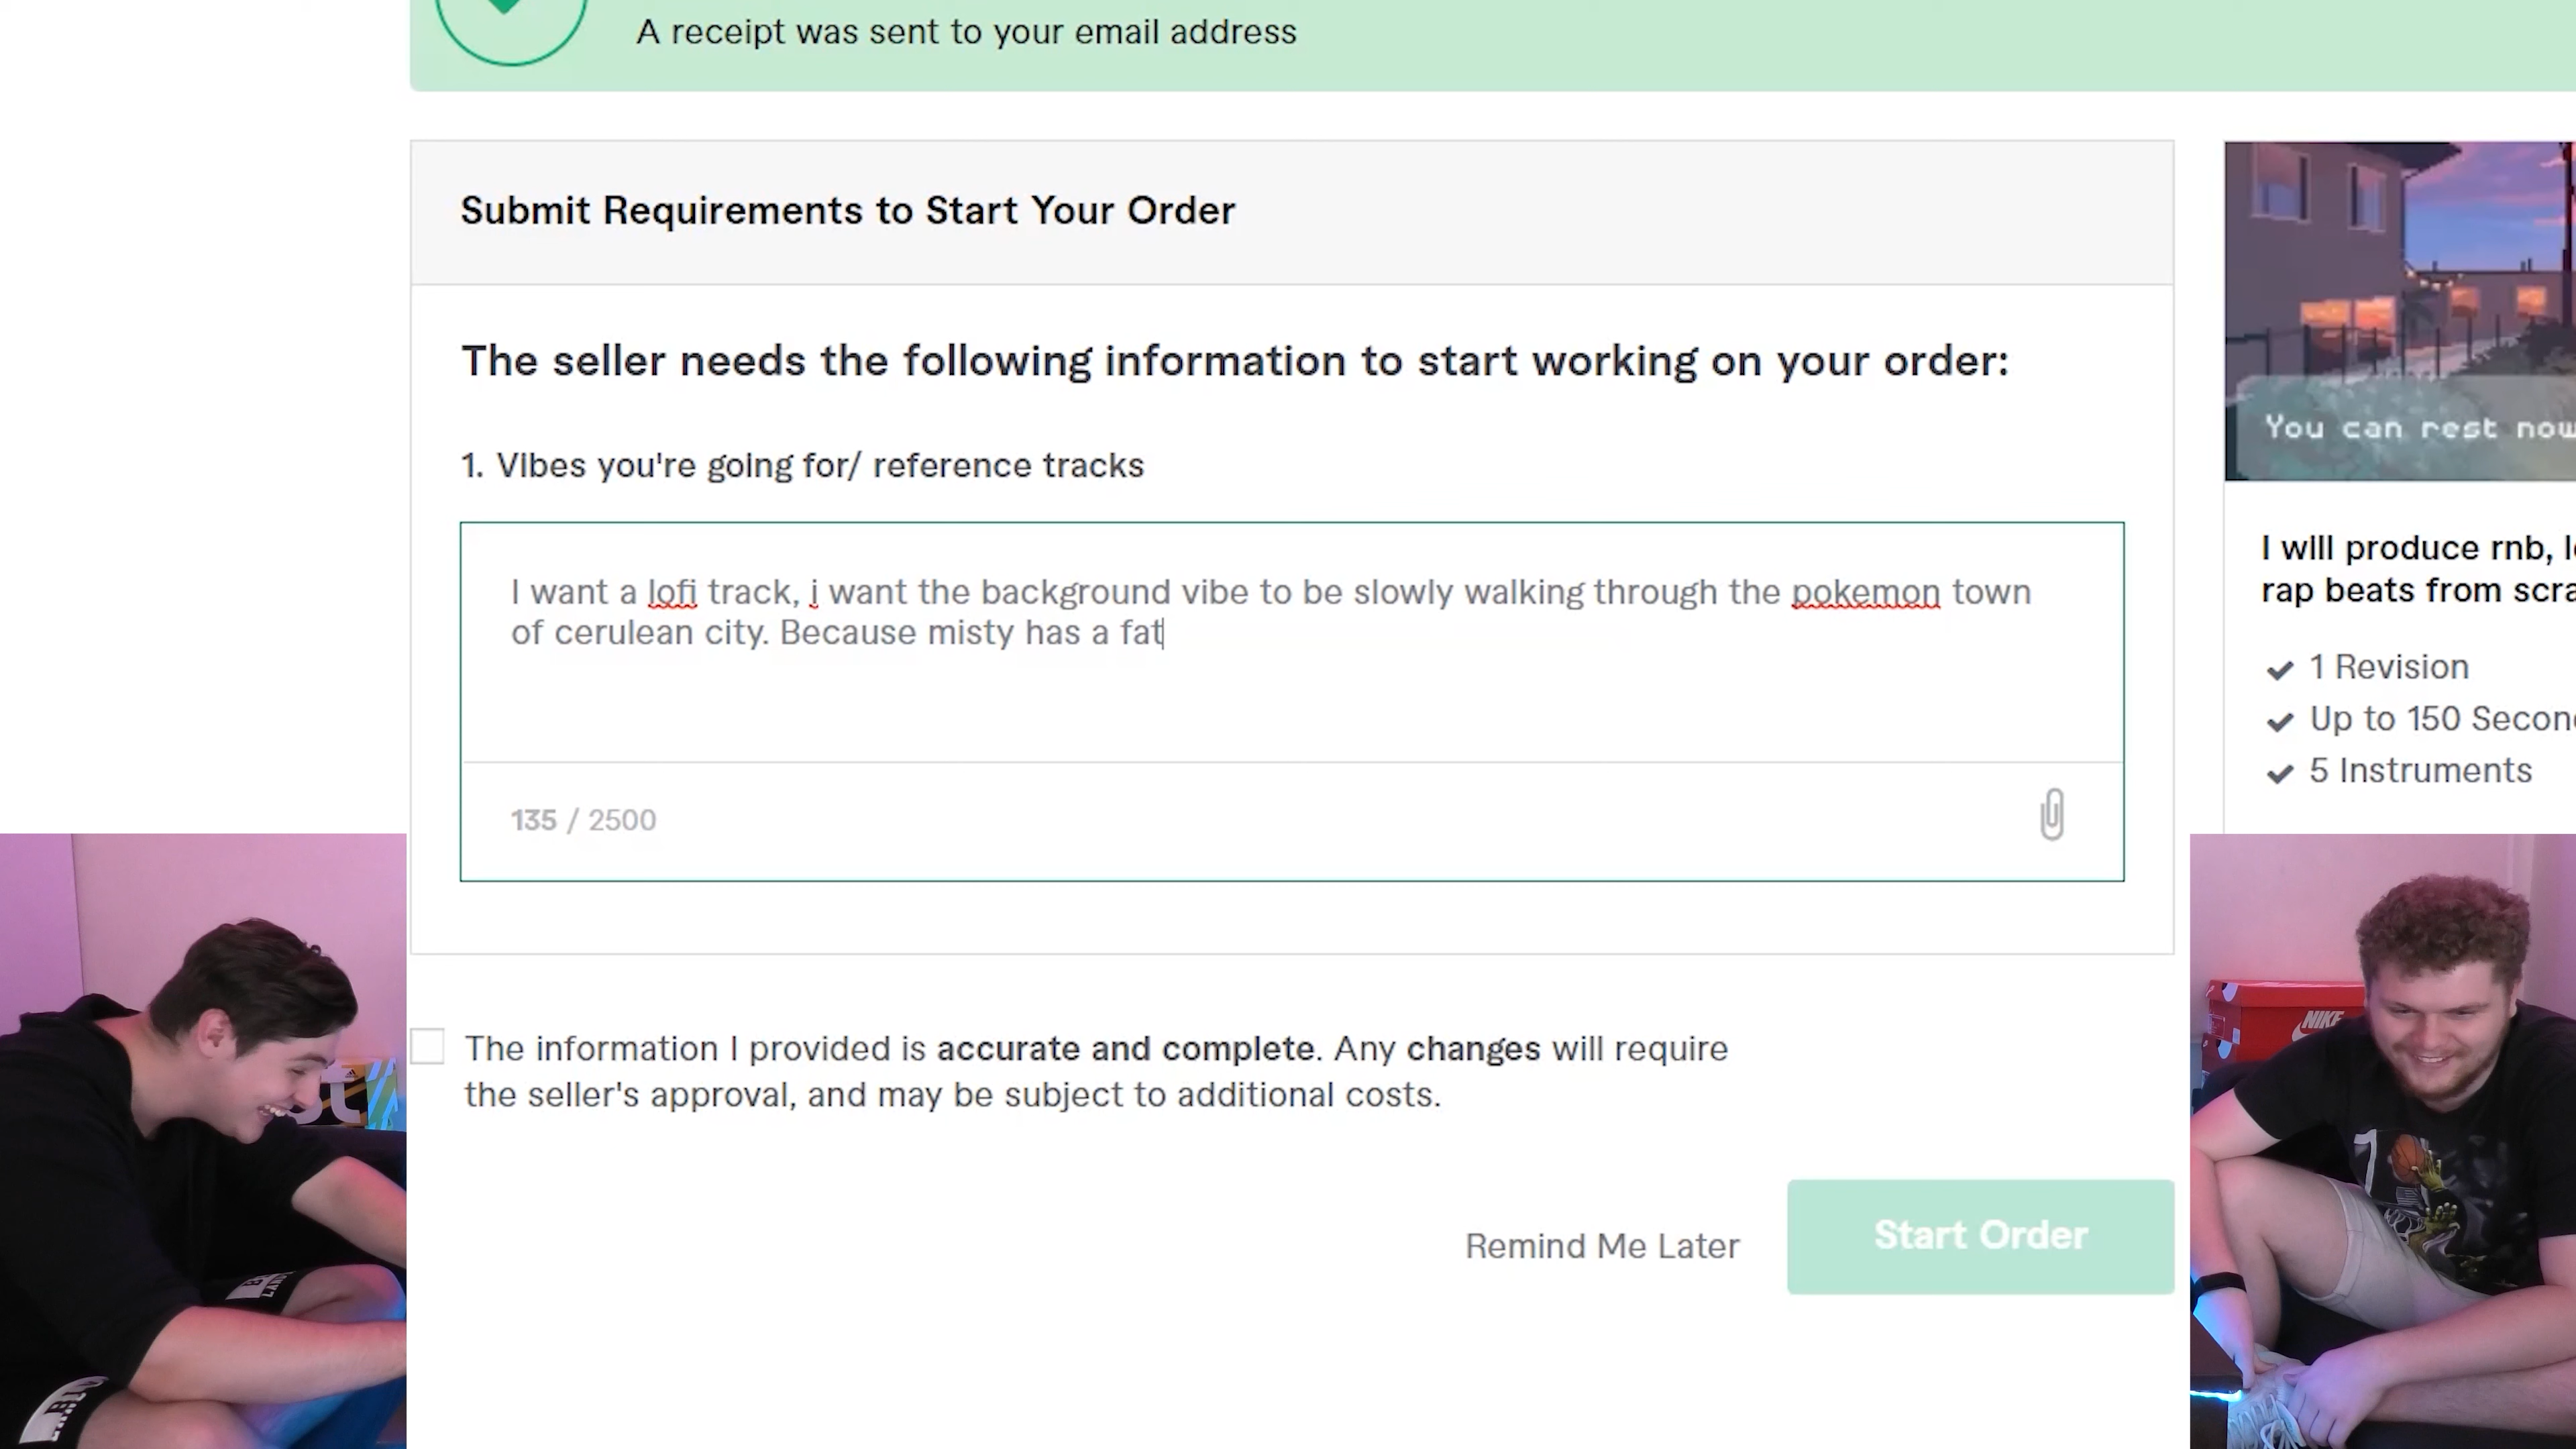 A receipt was sent to your email address
Submit Requirements to Start Your Order
The seller needs the following information to start working on your order:
1. Vibes you're going for/ reference tracks
I want a lofi track, i want the background vibe to be slowly walking through the pokemon town
of cerulean city. Because misty has a fat
135 / 2500
The information I provided is accurate and complete. Any changes will require
the seller's approval, and may be subject to additional costs.
Remind Me Later
Start Order
You can rest now
I will produce rnb,
rap beats from
1 Revision
Up to 150
5 Instruments
NIKE